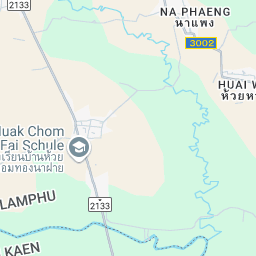 NA PHAENG
นาแพง
3002
2133
HUAI W
ห้วยห
Huak Chom
Fai Schule
เรียนบ้านห้วย
อมทองนาฝาย
LAMPHU
2133
KAEN